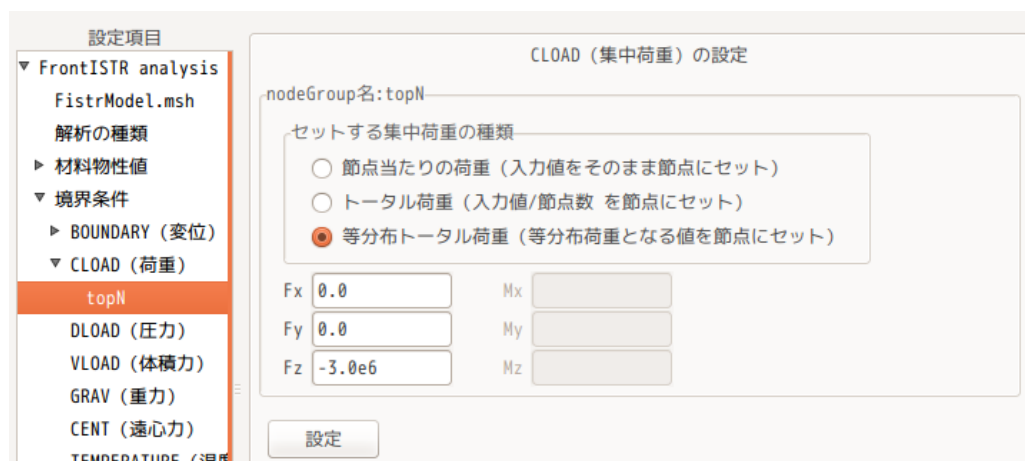 設定項目
FrontISTR analysis
FistrModel.msh
解析の種類
材料物性値
境界条件
BOUNDARY (変位)
CLOAD (荷重)
topN
DLOAD (圧力)
VLOAD (体積力)
GRAV (重力)
CENT (遠心力)
CLOAD (集中荷重) の設定
nodeGroup名:topN
セットする集中荷重の種類
節点当たりの荷重 (入力値をそのまま節点にセット)
トータル荷重 (入力値/節点数 を節点にセット)
等分布トータル荷重 (等分布荷重となる値を節点にセット)
Fx 0.0 Mx
Fy 0.0 My
Fz -3.0e6 Mz
設定